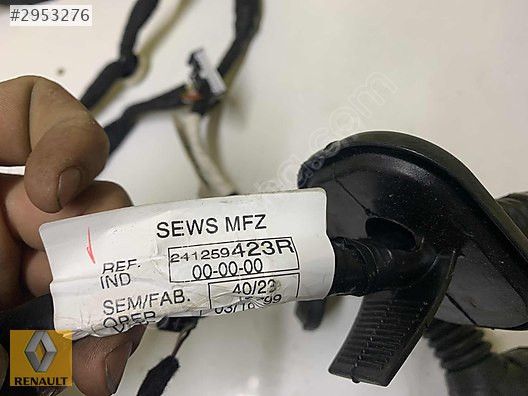 #2953276
SEWS MFZ
REF. 241259423R
IND 00-00-00
SEM/FAB. 40/23
OPER
RENAULT